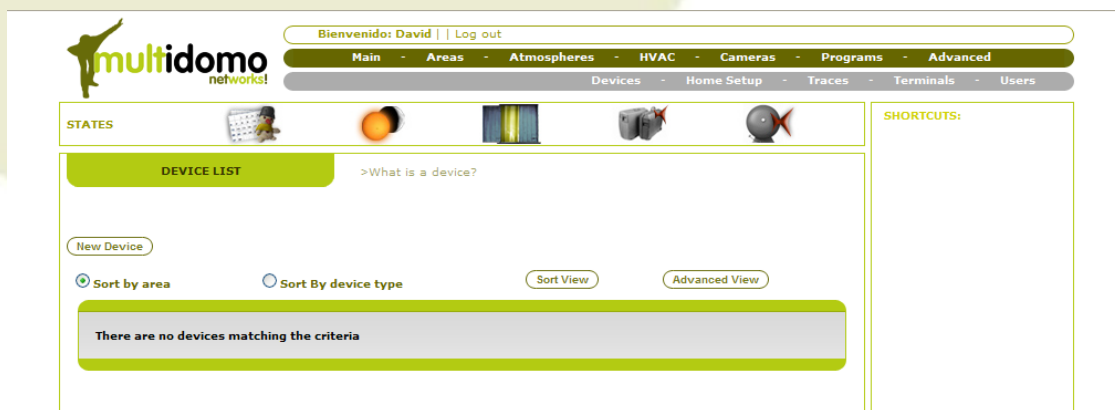 multidomo
networks!
Bienvenido: David | | Log out
Main - Areas - Atmospheres - HVAC - Cameras - Programs - Advanced
Devices - Home Setup - Traces - Terminals - Users
STATES
SHORTCUTS:
DEVICE LIST
>What is a device?
New Device
Sort by area
Sort By device type
Sort View
Advanced View
There are no devices matching the criteria